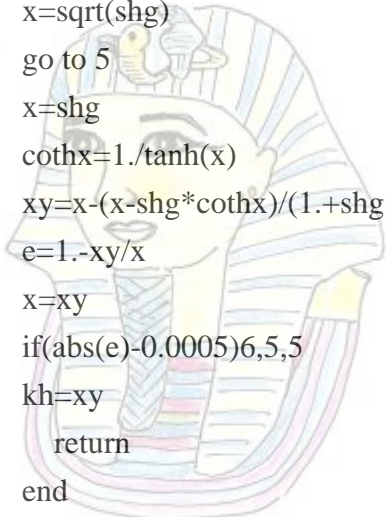 x=sqrt(shg)
go to 5
x=shg
cothx=1./tanh(x)
xy=x-(x-shg*cothx)/(1.+shg
e=1.-xy/x
x=xy
if(abs(e)-0.0005)6,5,5
kh=xy
return
end